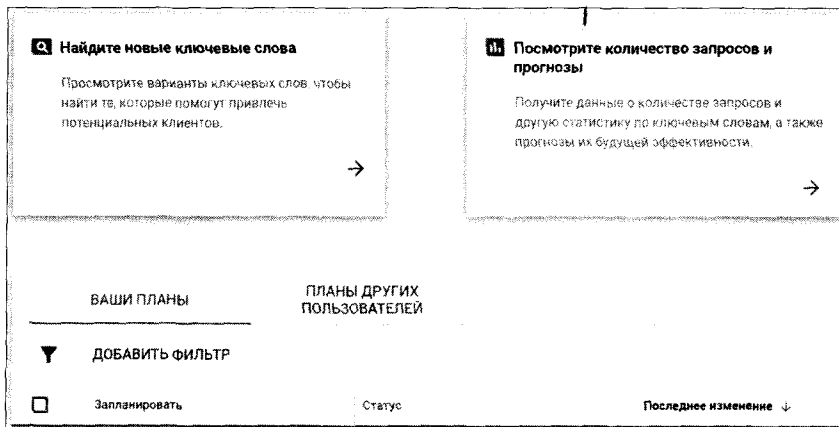 Найдите новые ключевые слова
Просмотрите варианты ключевых слов, чтобы
найти те, которые помогут привлечь
потенциальных клиентов.
Посмотрите количество запросов и
прогнозы
Получите данные о количестве запросов и
другую статистику по ключевым словам, а также
прогнозы их будущей эффективности.
ВАШИ ПЛАНЫ
ПЛАНЫ ДРУГИХ
ПОЛЬЗОВАТЕЛЕЙ
ДОБАВИТЬ ФИЛЬТР
Запланировать
Статус
Последнее изменение ↓